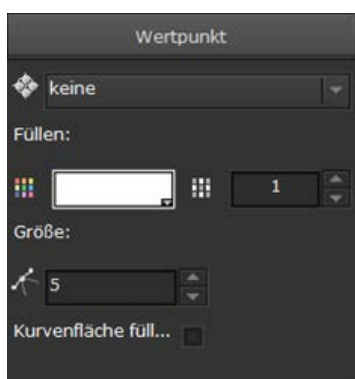 Wertpunkt
keine
Füllen:
1
Größe:
5
Kurvenfläche füll...